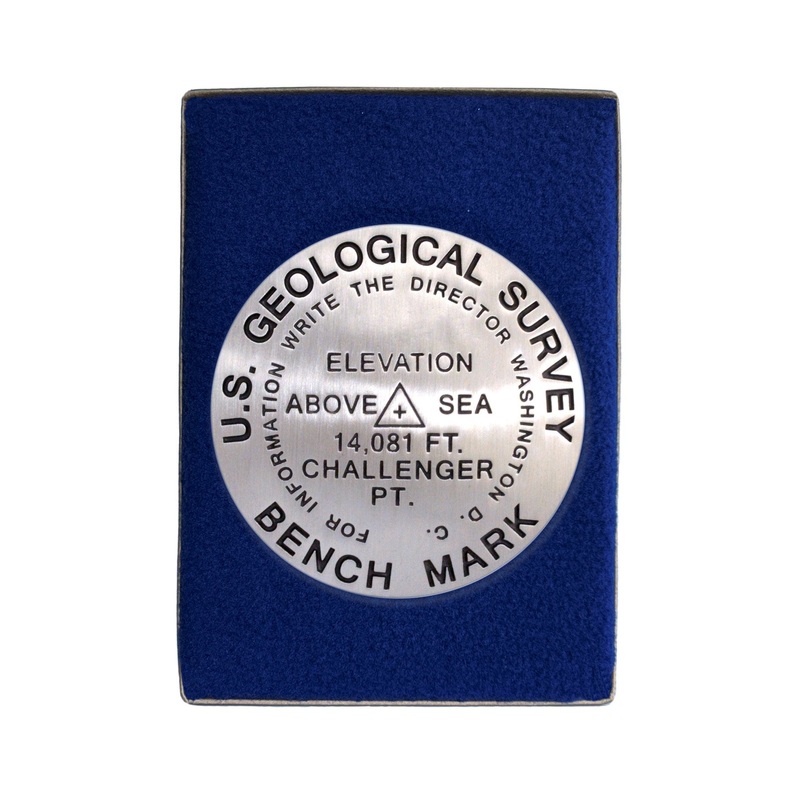 U.S. GEOLOGICAL SURVEY
FOR INFORMATION WRITE THE DIRECTOR WASHINGTON D. C.
ELEVATION
ABOVE SEA
14,081 FT.
CHALLENGER
PT.
BENCH MARK